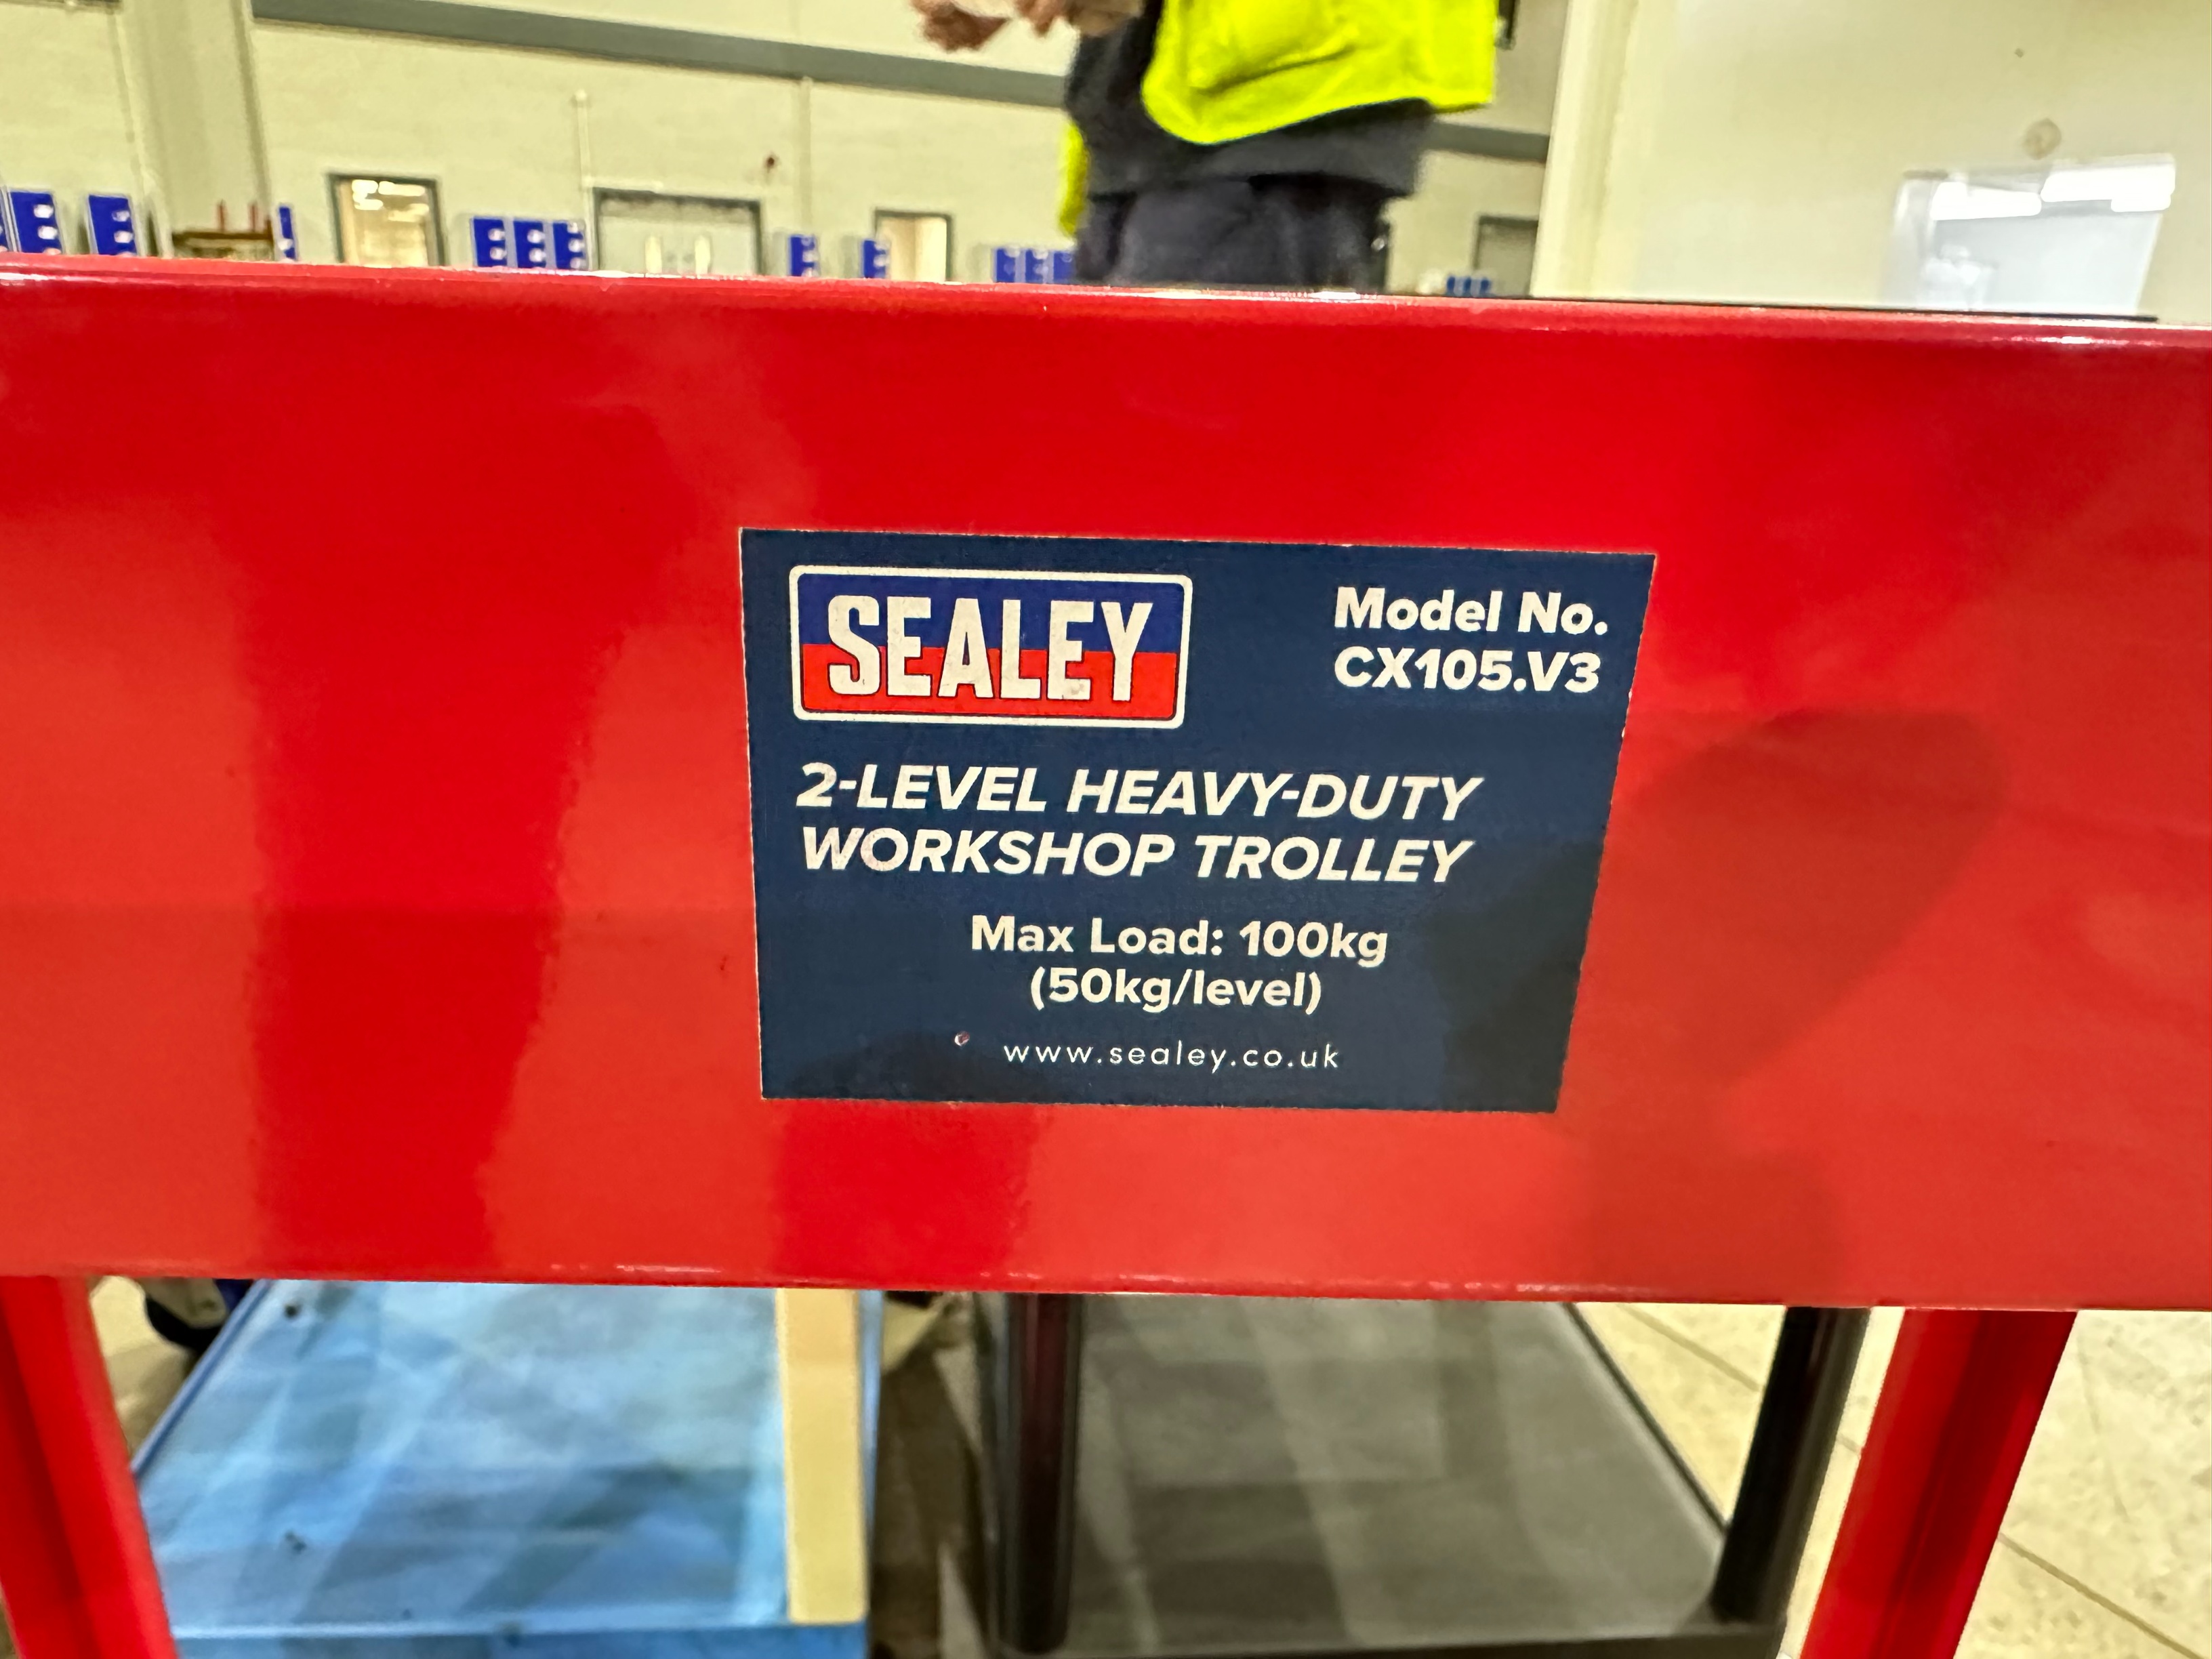 SEALEY
Model No.
CX105.V3
2-LEVEL HEAVY-DUTY
WORKSHOP TROLLEY
Max Load: 100kg
(50kg/level)
www.sealey.co.uk